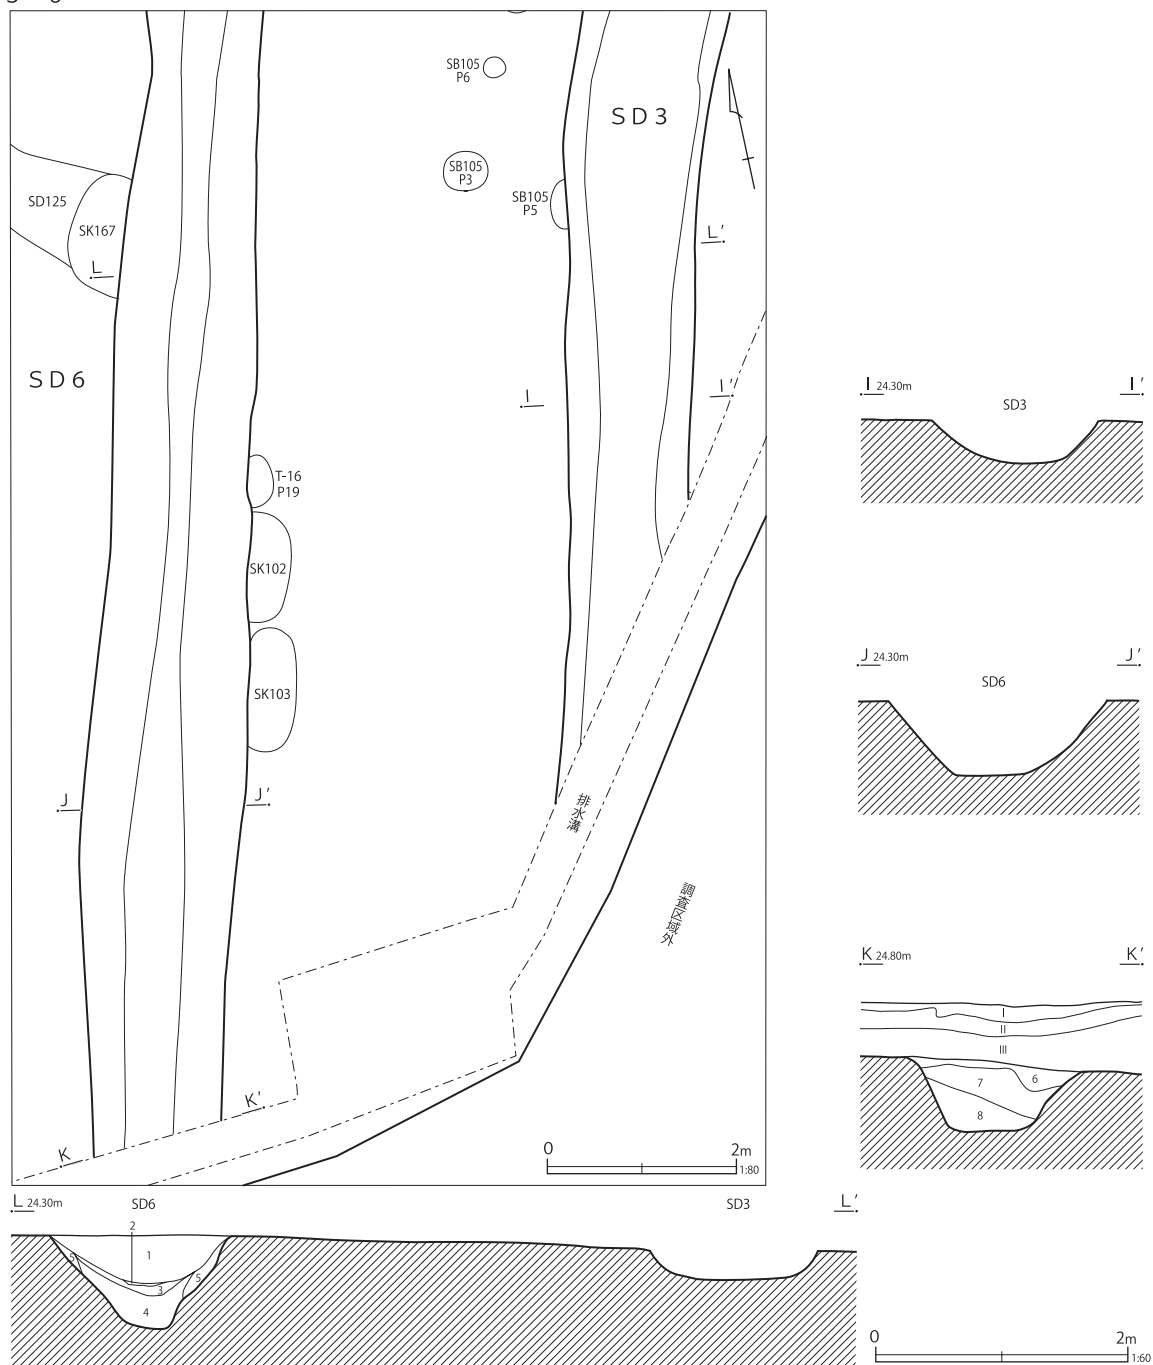 SB105
P6
SD3
SB105
P3
SB105
P5
SD125
SK167
L
L′
SD6
I
I′
T-16
P19
SK102
SK103
J
J′
排水溝
調査区域外
K
K′
0 2m
1:80
I 24.30m I′
SD3
J 24.30m J′
SD6
K 24.80m K′
I
II
III
7 6
8
L 24.30m SD6 SD3 L′
2
1
5 5
3
4
0 2m
1:60